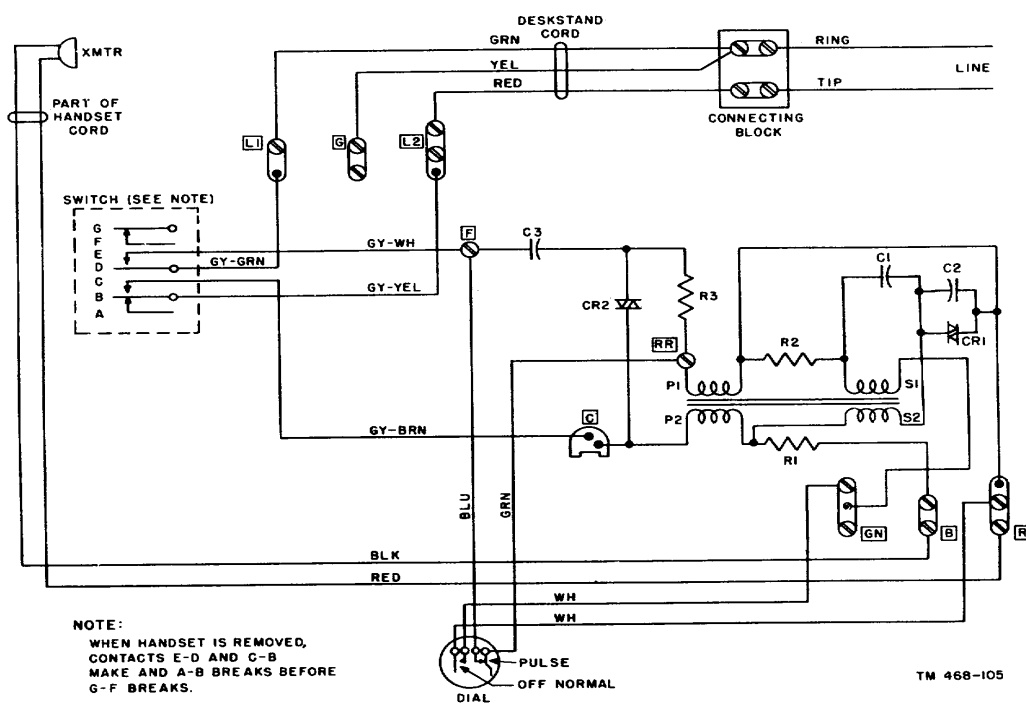 DESKSTAND
CORD
XMTR
GRN
RING
YEL
LINE
RED
TIP
PART OF
HANDSET
CORD
CONNECTING
BLOCK
L1
G
L2
SWITCH (SEE NOTE)
G
F
E
D
C
B
A
GY-WH
F
C3
GY-GRN
GY-YEL
C1
C2
CR2
R3
CR1
R2
RR
P1
S1
P2
S2
C
GY-BRN
R1
BLU
GRN
GN
B
R
BLK
RED
WH
WH
NOTE:
WHEN HANDSET IS REMOVED,
CONTACTS E-D AND C-B
MAKE AND A-B BREAKS BEFORE
G-F BREAKS.
PULSE
OFF NORMAL
DIAL
TM 468-105